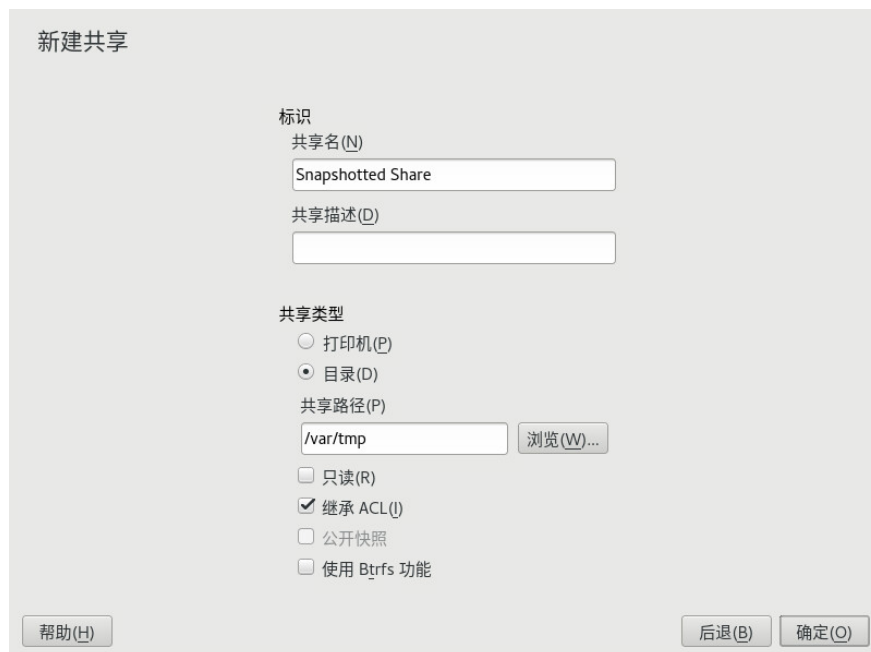 新建共享
标识
共享名(N)
Snapshotted Share
共享描述(D)
共享类型
打印机(P)
目录(D)
共享路径(P)
/var/tmp
浏览(W)...
只读(R)
继承 ACL(I)
公开快照
使用 Btrfs 功能
帮助(H)
后退(B)
确定(O)